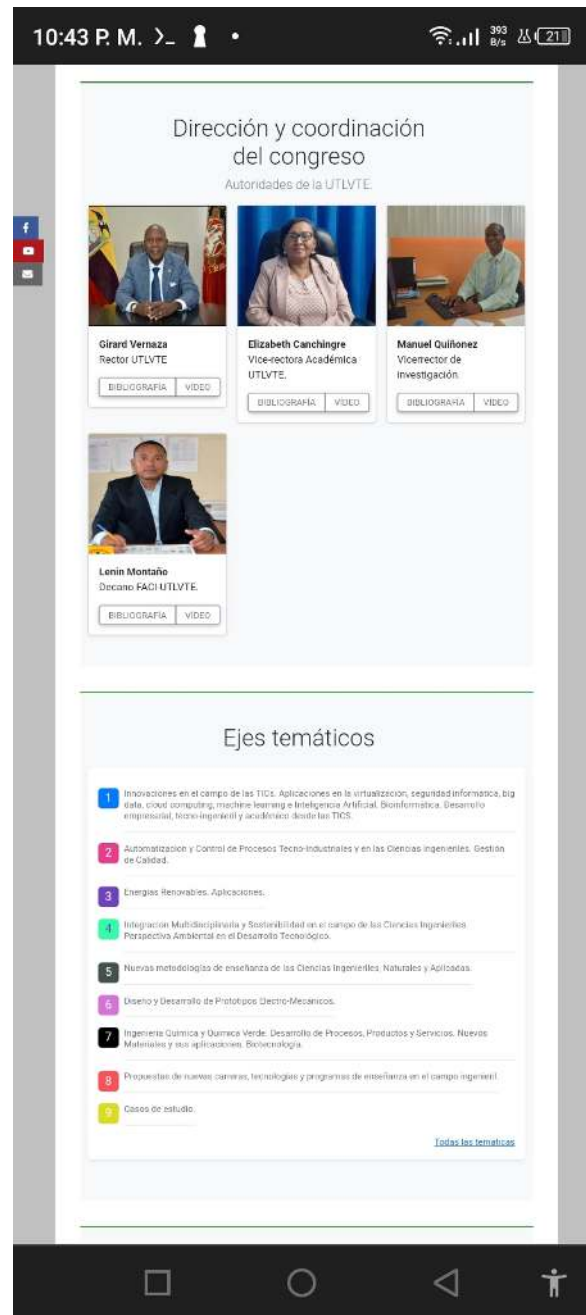 10:43 P. M.
393 B/s
21
Dirección y coordinación
del congreso
Autoridades de la UTLVTE.
Girard Vernaza
Rector UTLVTE
BIBLIOGRAFÍA VIDEO
Elizabeth Canchingre
Vice-rectora Académica
UTLVTE.
BIBLIOGRAFÍA VIDEO
Manuel Quiñonez
Vicerrector de
investigación.
BIBLIOGRAFÍA VIDEO
Lenin Montaño
Decano FACI UTLVTE.
BIBLIOGRAFÍA VIDEO
Ejes temáticos
1 Innovaciones en el campo de las TICs. Aplicaciones en la virtualización, seguridad informática, big
data, cloud computing, machine learning e Inteligencia Artificial. Bioinformática. Desarrollo
empresarial, tecno-ingenieril y académico desde las TICS.
2 Automatización y Control de Procesos Tecno-Industriales y en las Ciencias Ingenieriles. Gestión
de Calidad.
3 Energías Renovables. Aplicaciones.
4 Integración Multidisciplinaria y Sostenibilidad en el campo de las Ciencias Ingenieriles
Perspectiva Ambiental en el Desarrollo Tecnológico.
5 Nuevas metodologías de enseñanza de las Ciencias Ingenieriles, Naturales y Aplicadas.
6 Diseño y Desarrollo de Prototipos Electro-Mecánicos.
7 Ingeniería Química y Química Verde. Desarrollo de Procesos, Productos y Servicios. Nuevos
Materiales y sus aplicaciones. Biotecnología.
8 Propuestas de nuevas carreras, tecnologías y programas de enseñanza en el campo ingenieril.
9 Casos de estudio.
Todas las tematicas